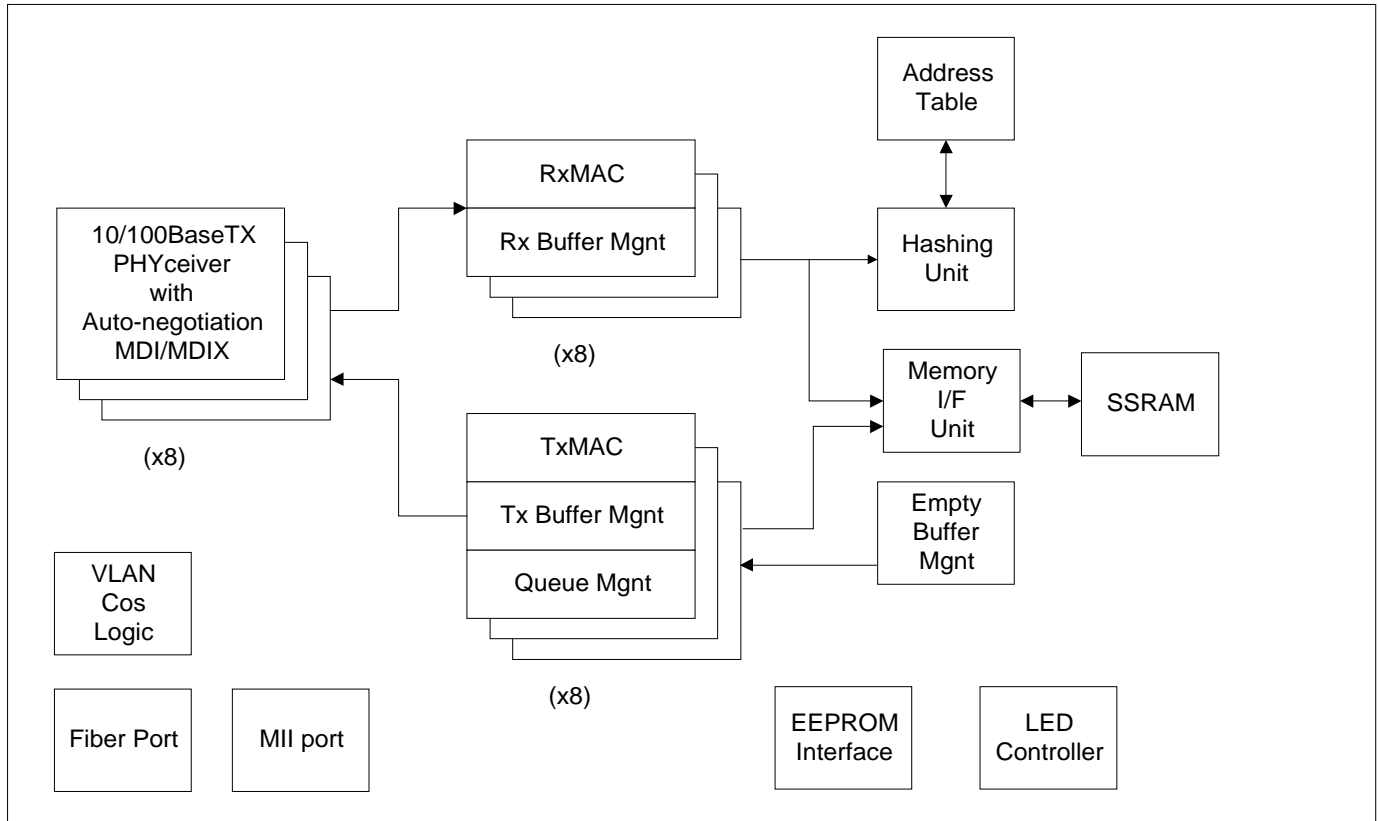 Address
Table
RxMAC
Rx Buffer Mgnt
(x8)
10/100BaseTX
PHYceiver
with
Auto-negotiation
MDI/MDIX
(x8)
Hashing
Unit
Memory
I/F
Unit
SSRAM
TxMAC
Tx Buffer Mgnt
Queue Mgnt
(x8)
Empty
Buffer
Mgnt
VLAN
Cos
Logic
Fiber Port
MII port
EEPROM
Interface
LED
Controller